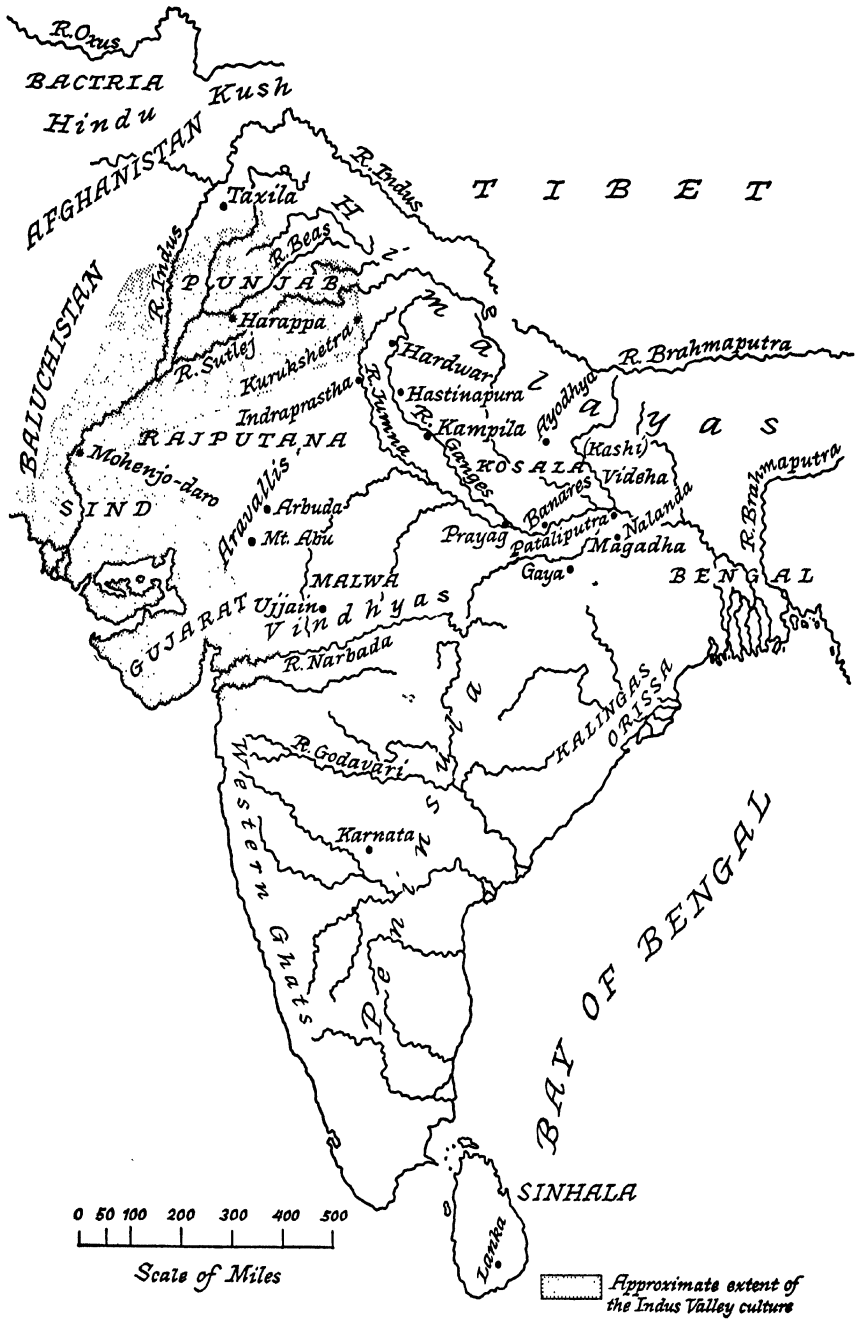 R. Oxus
BACTRIA
Hindu Kush
AFGHANISTAN
Taxila
R. Indus
TIBET
Himalayas
R. Indus
R. Beas
PUNJAB
BALUCHISTAN
Harappa
R. Sutlej
Kurukshetra
Hardwar
R. Brahmaputra
Indraprastha
Hastinapura
R. Jumna
R. Ganges
Kampila
Ayodhya
RAJPUTANA
KOSALA
(Kashi)
Videha
Mohenjo-daro
R. Brahmaputra
SIND
Aravallis
Arbuda
Mt. Abu
Prayag
Banares
Pataliputra
Nalanda
Magadha
Gaya
BENGAL
MALWA
Ujjain
Vindhyas
GUJARAT
R. Narbada
KALINGAS
ORISSA
Western Ghats
R. Godavari
Peninsula
Karnata
BAY OF BENGAL
SINHALA
Lanka
0 50 100 200 300 400 500
Scale of Miles
Approximate extent of
the Indus Valley culture